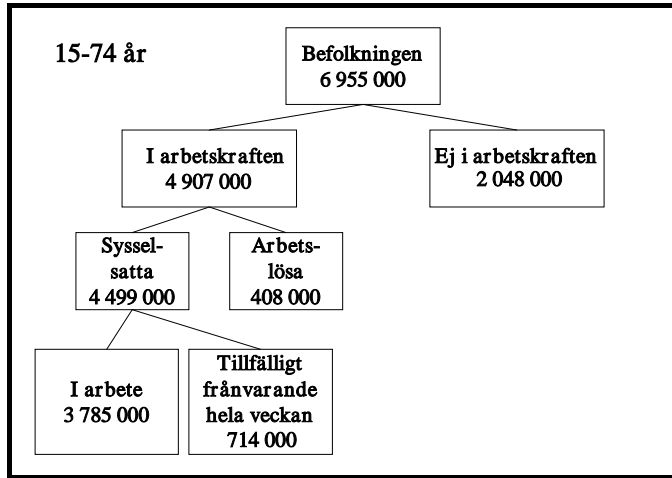 15-74 år
Befolkningen
6 955 000
I arbetskraften
4 907 000
Ej i arbetskraften
2 048 000
Syssel-
satta
4 499 000
Arbets-
lösa
408 000
I arbete
3 785 000
Tillfälligt
frånvarande
hela veckan
714 000